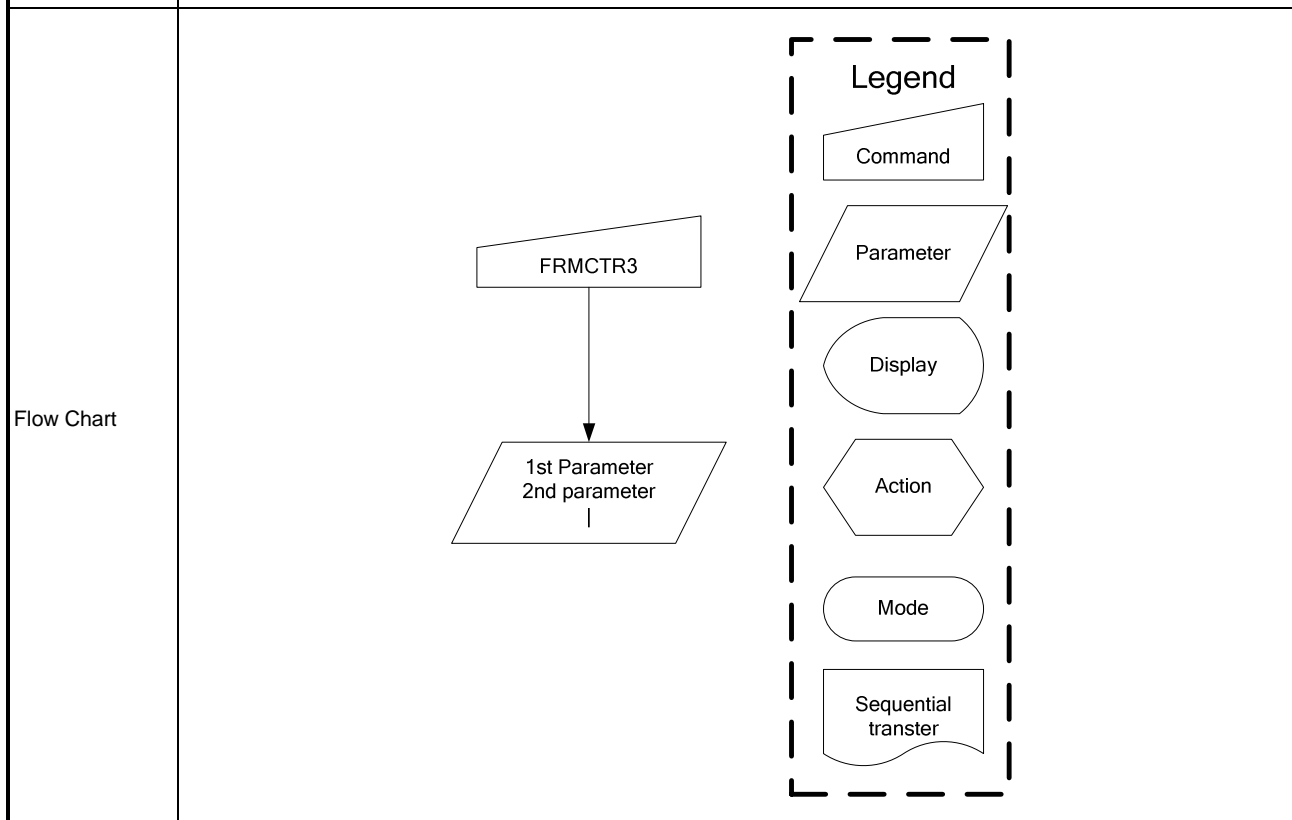 Flow Chart
FRMCTR3
1st Parameter
2nd parameter
|
Legend
Command
Parameter
Display
Action
Mode
Sequential
transter